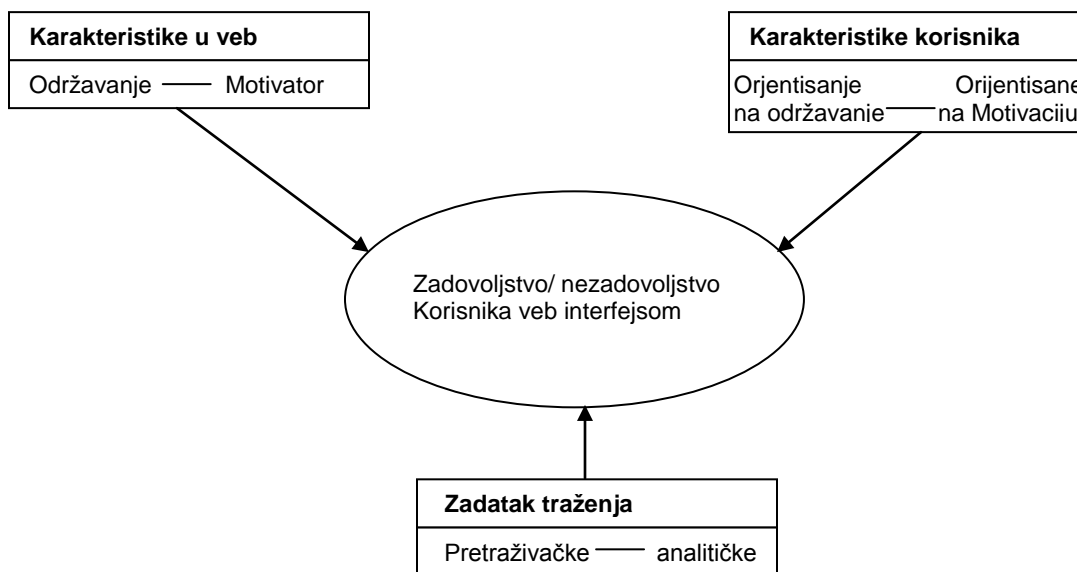 Karakteristike u veb
Održavanje Motivator
Karakteristike korisnika
Orjentisanje Orijentisane
na održavanie na Motivaciju
Zadovoljstvo/ nezadovoljstvo
Korisnika veb interfejsom
Zadatak traženja
Pretraživačke analitičke